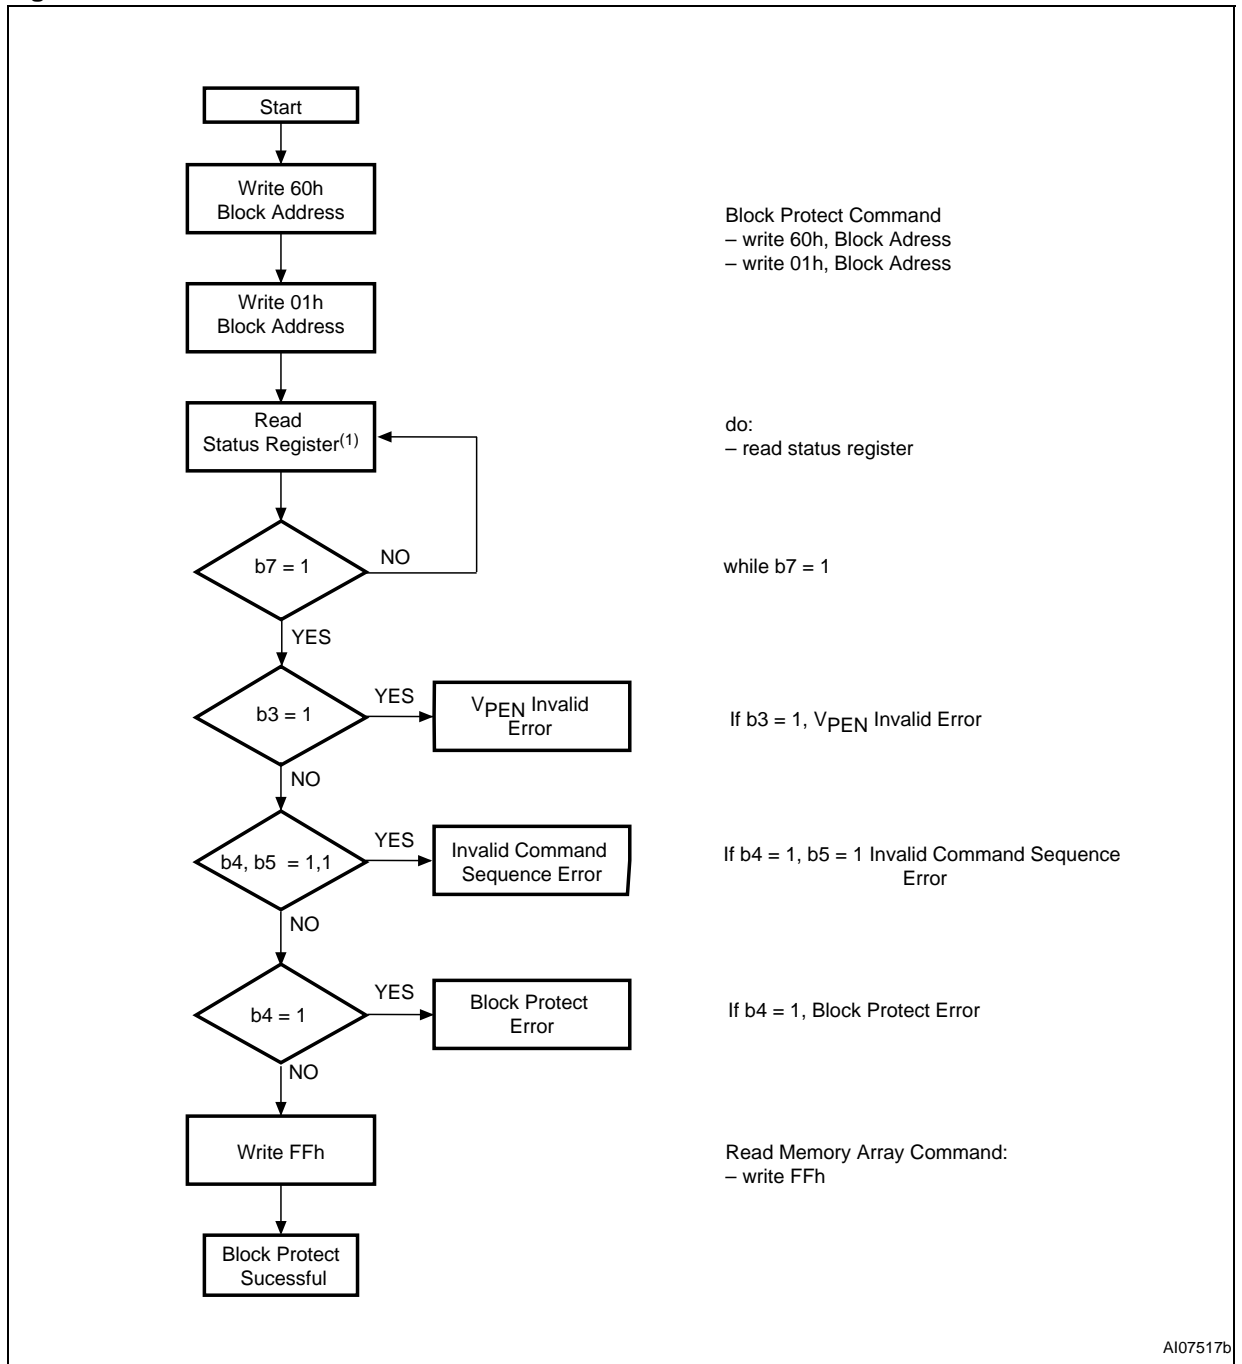 Start
Write 60h
Block Address
Block Protect Command
– write 60h, Block Adress
– write 01h, Block Adress
Write 01h
Block Address
Read
Status Register(1)
do:
– read status register
b7 = 1
NO
while b7 = 1
YES
b3 = 1
YES
VPEN Invalid
Error
If b3 = 1, VPEN Invalid Error
NO
b4, b5 = 1,1
YES
Invalid Command
Sequence Error
If b4 = 1, b5 = 1 Invalid Command Sequence
Error
NO
b4 = 1
YES
Block Protect
Error
If b4 = 1, Block Protect Error
NO
Write FFh
Read Memory Array Command:
– write FFh
Block Protect
Sucessful
AI07517b